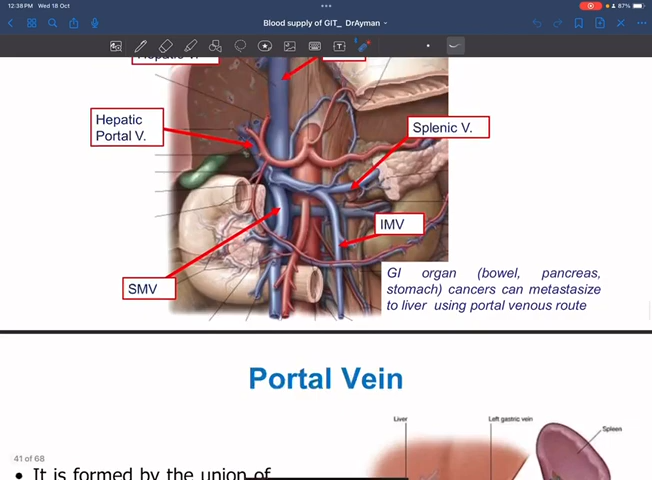 12:38 PM Wed 18 Oct
87%
Blood supply of GIT_ DrAyman
Hepatic V.
Hepatic
Portal V.
Splenic V.
IMV
SMV
GI organ (bowel, pancreas,
stomach) cancers can metastasize
to liver using portal venous route
Portal Vein
Liver
Left gastric vein
Spleen
41 of 68
• It is formed by the union of